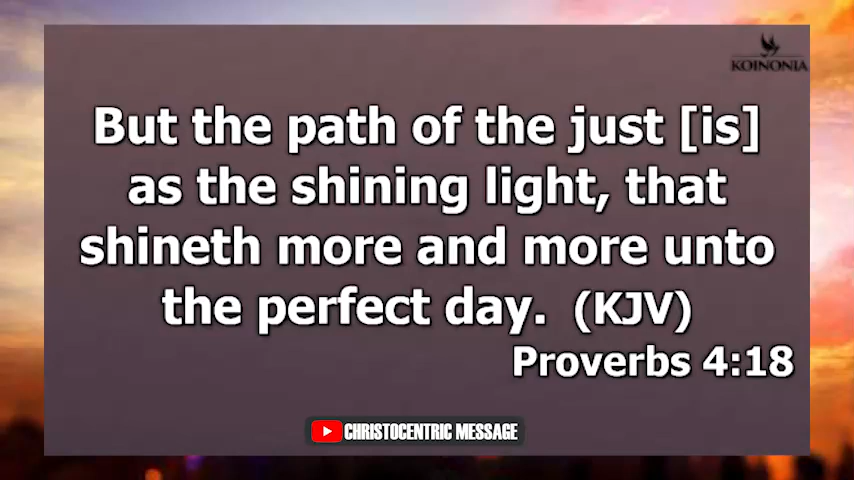 KOINONIA
But the path of the just [is]
as the shining light, that
shineth more and more unto
the perfect day. (KJV)
Proverbs 4:18
CHRISTOCENTRIC MESSAGE